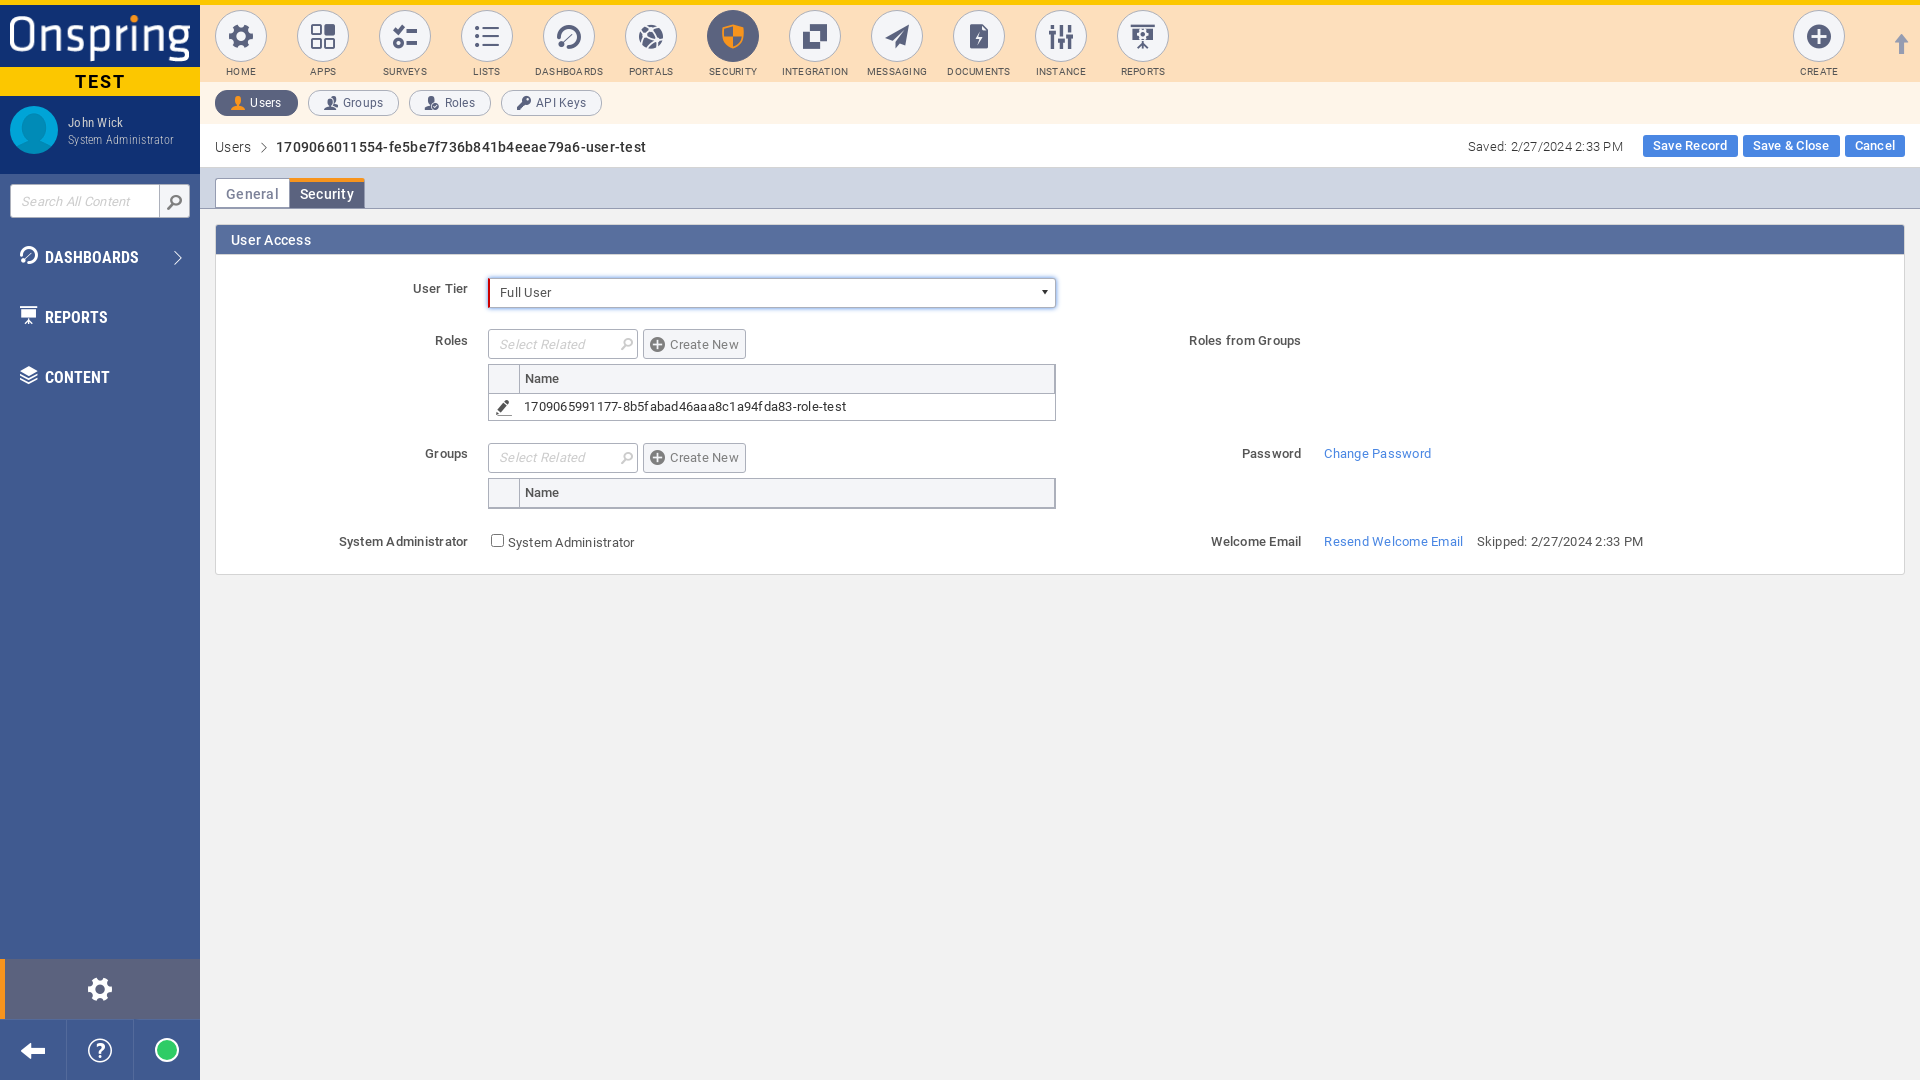 Onspring
TEST
John Wick
System Administrator
Search All Content
DASHBOARDS
REPORTS
CONTENT
HOME
APPS
SURVEYS
LISTS
DASHBOARDS
PORTALS
SECURITY
INTEGRATION
MESSAGING
DOCUMENTS
INSTANCE
REPORTS
CREATE
Users
Groups
Roles
API Keys
Users
1709066011554-fe5be7f736b841b4eeae79a6-user-test
Saved: 2/27/2024 2:33 PM
Save Record
Save & Close
Cancel
General
Security
User Access
User Tier
Full User
Roles
Select Related
Create New
Roles from Groups
Name
1709065991177-8b5fabad46aaa8c1a94fda83-role-test
Groups
Select Related
Create New
Password
Change Password
Name
System Administrator
System Administrator
Welcome Email
Resend Welcome Email
Skipped: 2/27/2024 2:33 PM